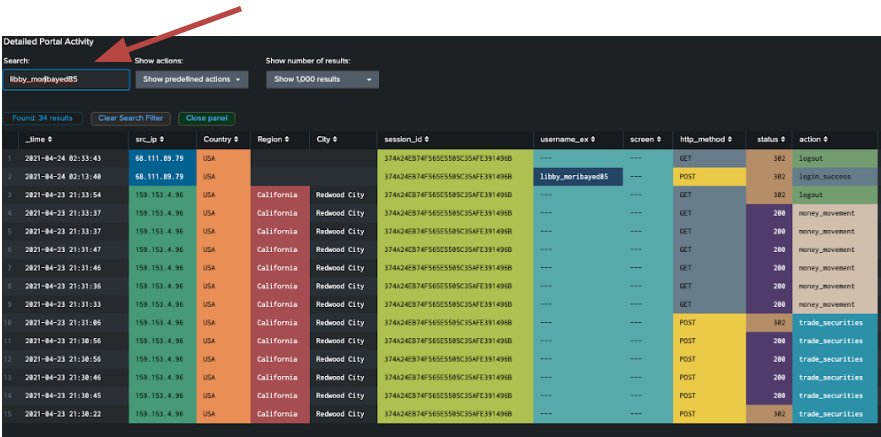 Detailed Portal Activity
Search: Show actions: Show number of results:
libby_moribayed85 Show predefined actions Show 1,000 results
Found: 34 results Clear Search Filter Close panel
_time src_ip Country Region City session_id username_ex screen http_method status action
1 2021-04-24 02:33:43 68.111.89.79 USA 374A24EB74F565E5505C35AFE391496B --- --- GET 302 logout
2 2021-04-24 02:13:40 68.111.89.79 USA 374A24EB74F565E5505C35AFE391496B libby_moribayed85 --- POST 302 login_success
3 2021-04-23 21:33:54 159.153.4.96 USA California Redwood City 374A24EB74F565E5505C35AFE391496B --- --- GET 302 logout
4 2021-04-23 21:33:37 159.153.4.96 USA California Redwood City 374A24EB74F565E5505C35AFE391496B --- --- GET 200 money_movement
5 2021-04-23 21:33:37 159.153.4.96 USA California Redwood City 374A24EB74F565E5505C35AFE391496B --- --- GET 200 money_movement
6 2021-04-23 21:31:47 159.153.4.96 USA California Redwood City 374A24EB74F565E5505C35AFE391496B --- --- GET 200 money_movement
7 2021-04-23 21:31:46 159.153.4.96 USA California Redwood City 374A24EB74F565E5505C35AFE391496B --- --- GET 200 money_movement
8 2021-04-23 21:31:36 159.153.4.96 USA California Redwood City 374A24EB74F565E5505C35AFE391496B --- --- GET 200 money_movement
9 2021-04-23 21:31:33 159.153.4.96 USA California Redwood City 374A24EB74F565E5505C35AFE391496B --- --- GET 200 money_movement
10 2021-04-23 21:31:06 159.153.4.96 USA California Redwood City 374A24EB74F565E5505C35AFE391496B --- --- POST 302 trade_securities
11 2021-04-23 21:30:56 159.153.4.96 USA California Redwood City 374A24EB74F565E5505C35AFE391496B --- --- POST 200 trade_securities
12 2021-04-23 21:30:56 159.153.4.96 USA California Redwood City 374A24EB74F565E5505C35AFE391496B --- --- POST 200 trade_securities
13 2021-04-23 21:30:46 159.153.4.96 USA California Redwood City 374A24EB74F565E5505C35AFE391496B --- --- POST 200 trade_securities
14 2021-04-23 21:30:45 159.153.4.96 USA California Redwood City 374A24EB74F565E5505C35AFE391496B --- --- POST 200 trade_securities
15 2021-04-23 21:30:22 159.153.4.96 USA California Redwood City 374A24EB74F565E5505C35AFE391496B --- --- POST 302 trade_securities